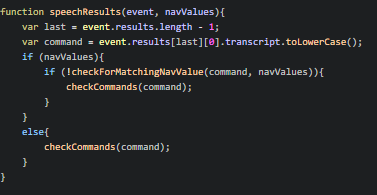 function speechResults(event, navValues){
    var last = event.results.length - 1;
    var command = event.results[last][0].transcript.toLowerCase();
    if (navValues){
        if (!checkForMatchingNavValue(command, navValues)){
            checkCommands(command);
        }
    }
    else{
        checkCommands(command);
    }
}